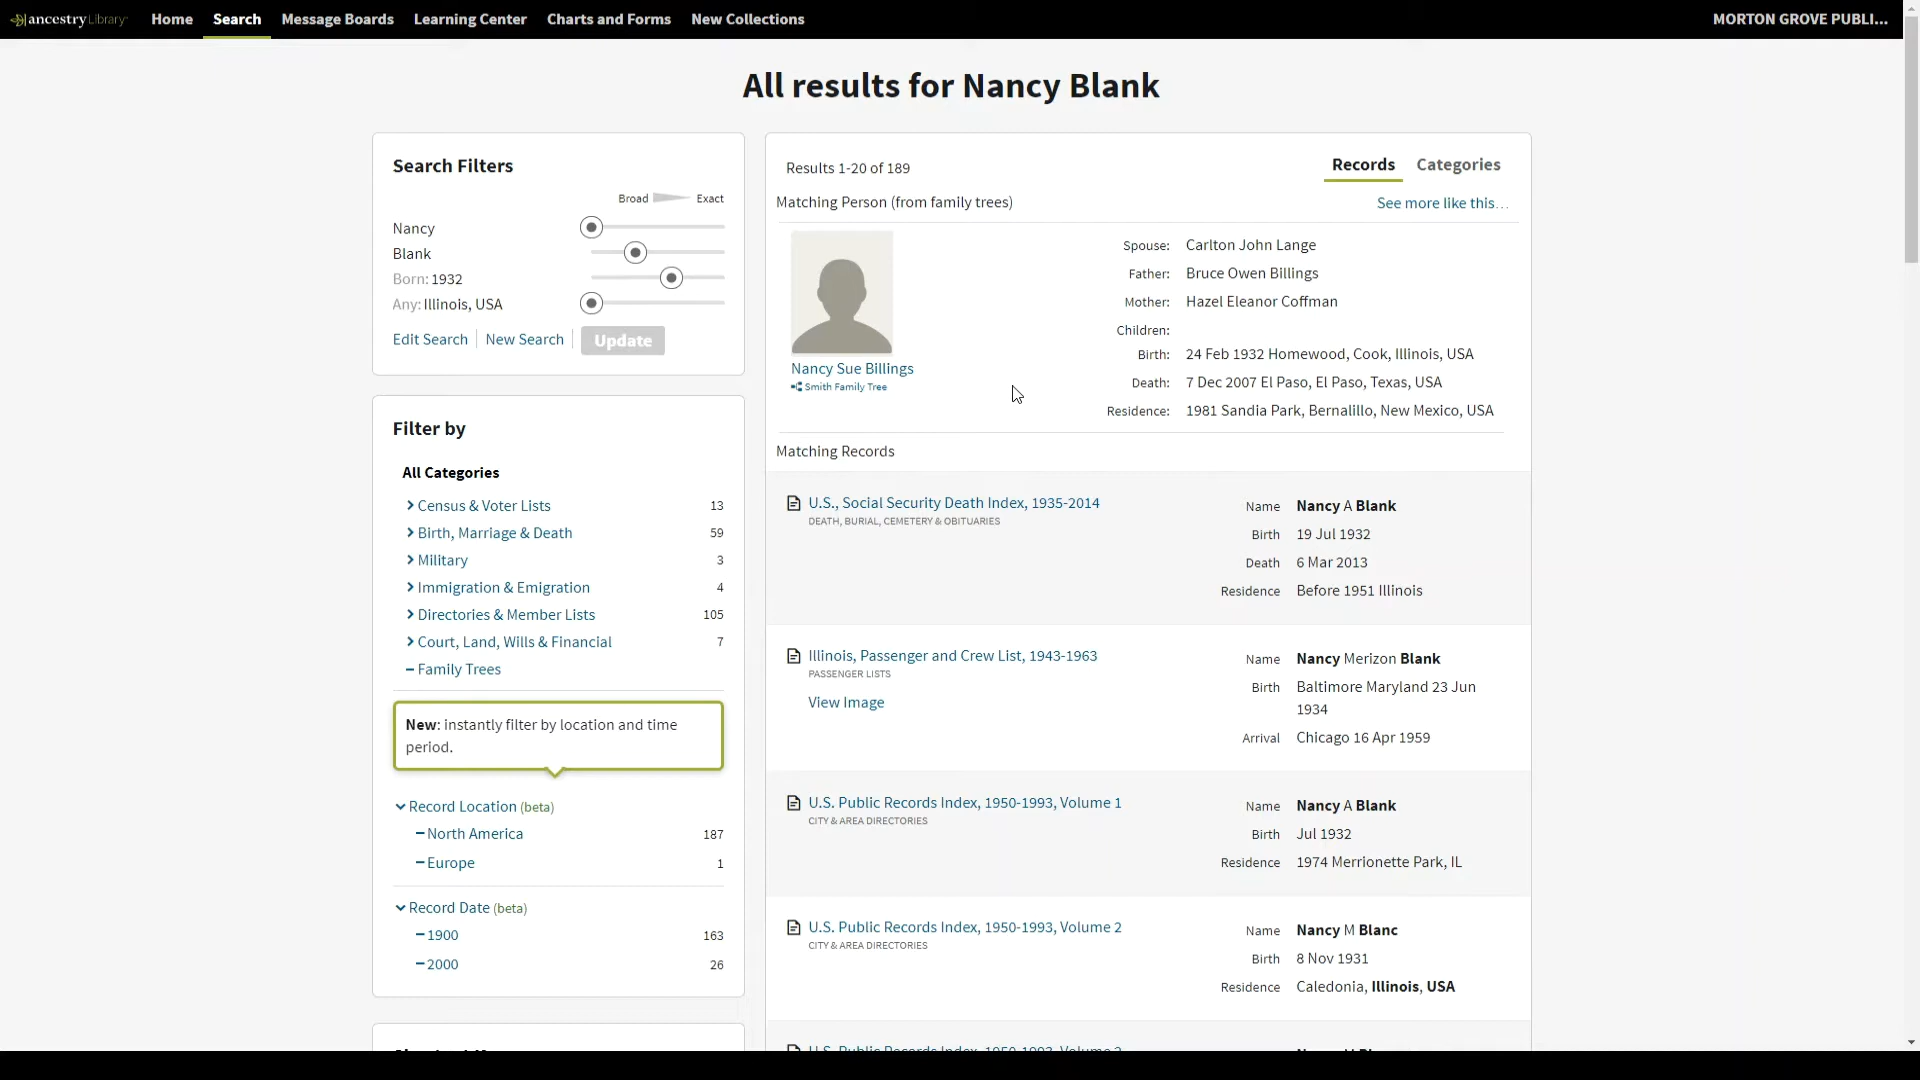 ancestryLibrary
Home
Search
Message Boards
Learning Center
Charts and Forms
New Collections
MORTON GROVE PUBLI...
All results for Nancy Blank
Search Filters
Broad
Exact
Nancy
Blank
Born: 1932
Any: Illinois, USA
Edit Search
New Search
Update
Filter by
All Categories
Census & Voter Lists 13
Birth, Marriage & Death 59
Military 3
Immigration & Emigration 4
Directories & Member Lists 105
Court, Land, Wills & Financial 7
Family Trees
New: instantly filter by location and time
period.
Record Location (beta)
North America 187
Europe 1
Record Date (beta)
1900 163
2000 26
Results 1-20 of 189
Records
Categories
Matching Person (from family trees)
See more like this...
Nancy Sue Billings
Smith Family Tree
Spouse: Carlton John Lange
Father: Bruce Owen Billings
Mother: Hazel Eleanor Coffman
Children:
Birth: 24 Feb 1932 Homewood, Cook, Illinois, USA
Death: 7 Dec 2007 El Paso, El Paso, Texas, USA
Residence: 1981 Sandia Park, Bernalillo, New Mexico, USA
Matching Records
U.S., Social Security Death Index, 1935-2014
DEATH, BURIAL, CEMETERY & OBITUARIES
Name Nancy A Blank
Birth 19 Jul 1932
Death 6 Mar 2013
Residence Before 1951 Illinois
Illinois, Passenger and Crew List, 1943-1963
PASSENGER LISTS
View Image
Name Nancy Merizon Blank
Birth Baltimore Maryland 23 Jun
1934
Arrival Chicago 16 Apr 1959
U.S. Public Records Index, 1950-1993, Volume 1
CITY & AREA DIRECTORIES
Name Nancy A Blank
Birth Jul 1932
Residence 1974 Merrionette Park, IL
U.S. Public Records Index, 1950-1993, Volume 2
CITY & AREA DIRECTORIES
Name Nancy M Blanc
Birth 8 Nov 1931
Residence Caledonia, Illinois, USA
U.S. Public Records Index, 1950-1993, Volume